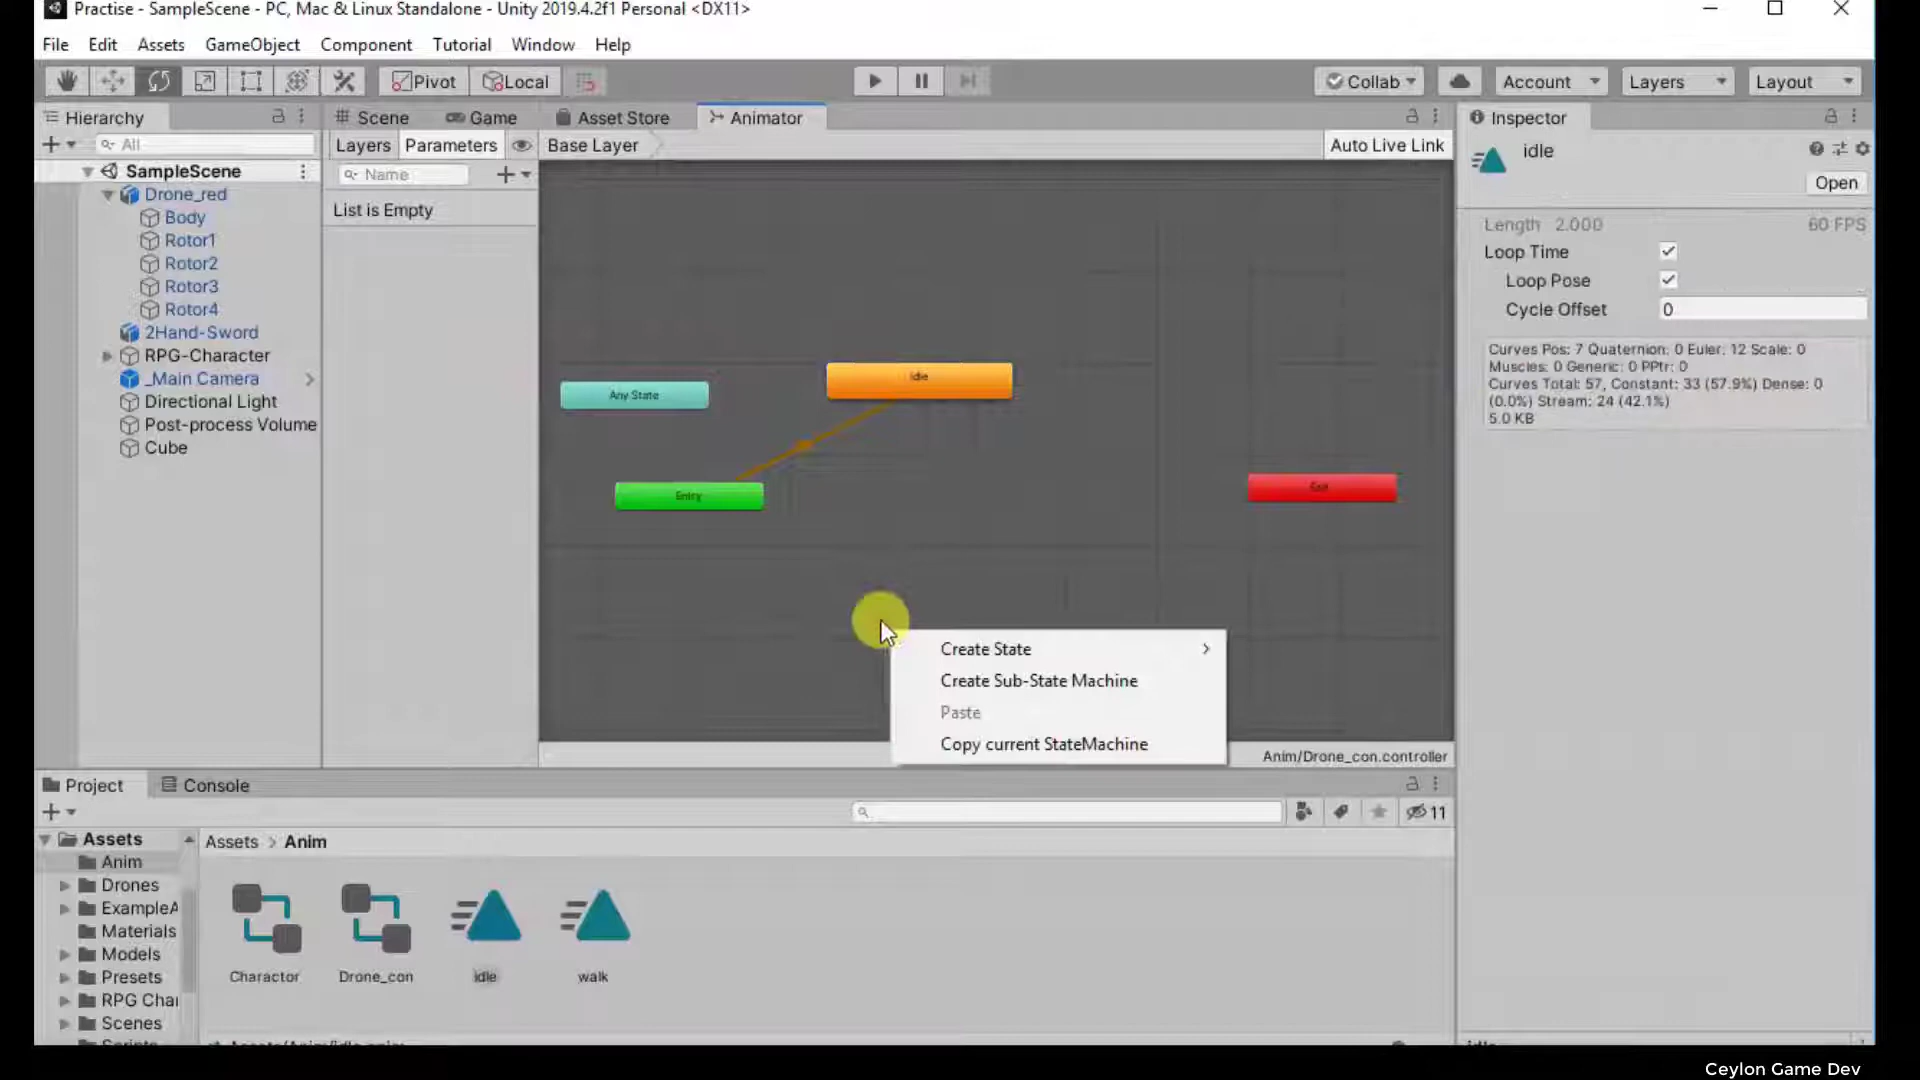 Practise - SampleScene - PC, Mac & Linux Standalone - Unity 2019.4.2f1 Personal <DX11>
File Edit Assets GameObject Component Tutorial Window Help
Pivot Local Collab Account Layers Layout
Hierarchy
All
SampleScene
Drone_red
Body
Rotor1
Rotor2
Rotor3
Rotor4
2Hand-Sword
RPG-Character
_Main Camera
Directional Light
Post-process Volume
Cube
Scene Game Asset Store Animator
Layers Parameters Base Layer Auto Live Link
Name
List is Empty
Idle
Any State
Entry
Exit
Create State
Create Sub-State Machine
Paste
Copy current StateMachine
Anim/Drone_con.controller
Inspector
idle
Open
Length 2.000 60 FPS
Loop Time
Loop Pose
Cycle Offset 0
Curves Pos: 7 Quaternion: 0 Euler: 12 Scale: 0
Muscles: 0 Generic: 0 PPtr: 0
Curves Total: 57, Constant: 33 (57.9%) Dense: 0
(0.0%) Stream: 24 (42.1%)
5.0 KB
Project Console
11
Assets
Anim
Drones
ExampleA
Materials
Models
Presets
RPG Char
Scenes
Assets > Anim
Charactor Drone_con idle walk
Ceylon Game Dev